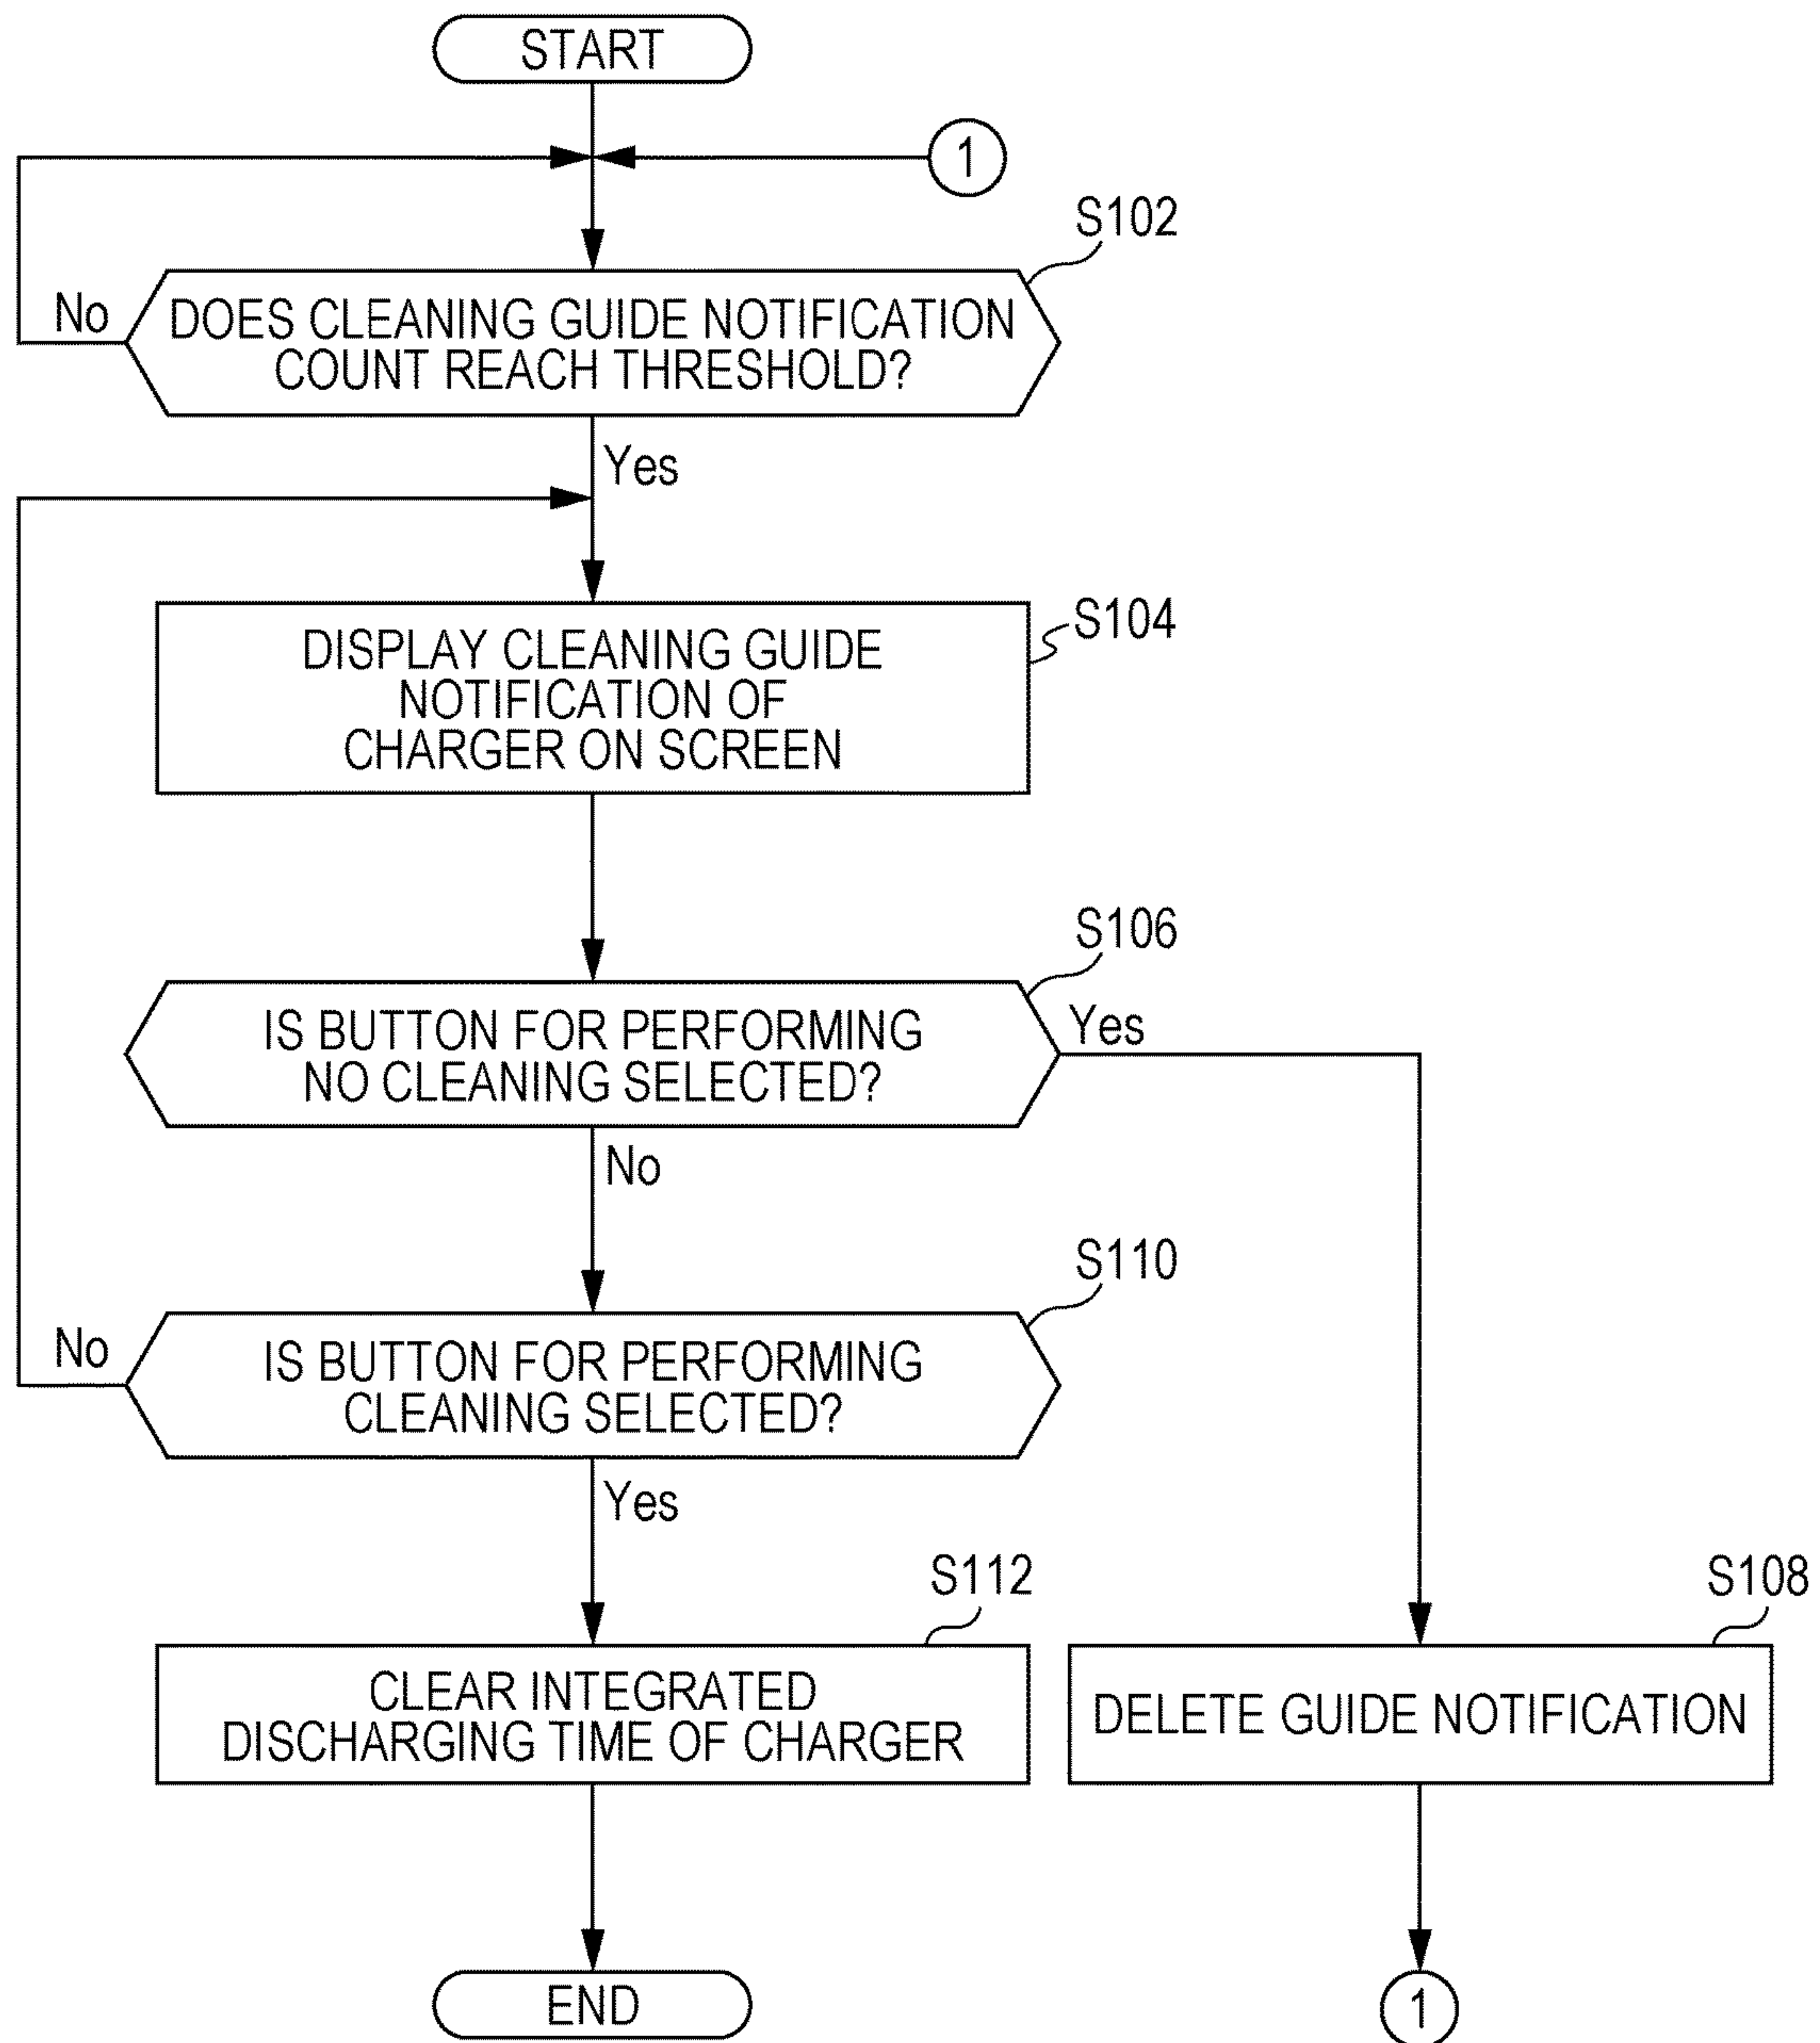 START
1
S102
No
DOES CLEANING GUIDE NOTIFICATION
COUNT REACH THRESHOLD?
Yes
S104
DISPLAY CLEANING GUIDE
NOTIFICATION OF
CHARGER ON SCREEN
S106
IS BUTTON FOR PERFORMING
NO CLEANING SELECTED?
Yes
No
S110
No
IS BUTTON FOR PERFORMING
CLEANING SELECTED?
Yes
S112
S108
CLEAR INTEGRATED
DISCHARGING TIME OF CHARGER
DELETE GUIDE NOTIFICATION
END
1